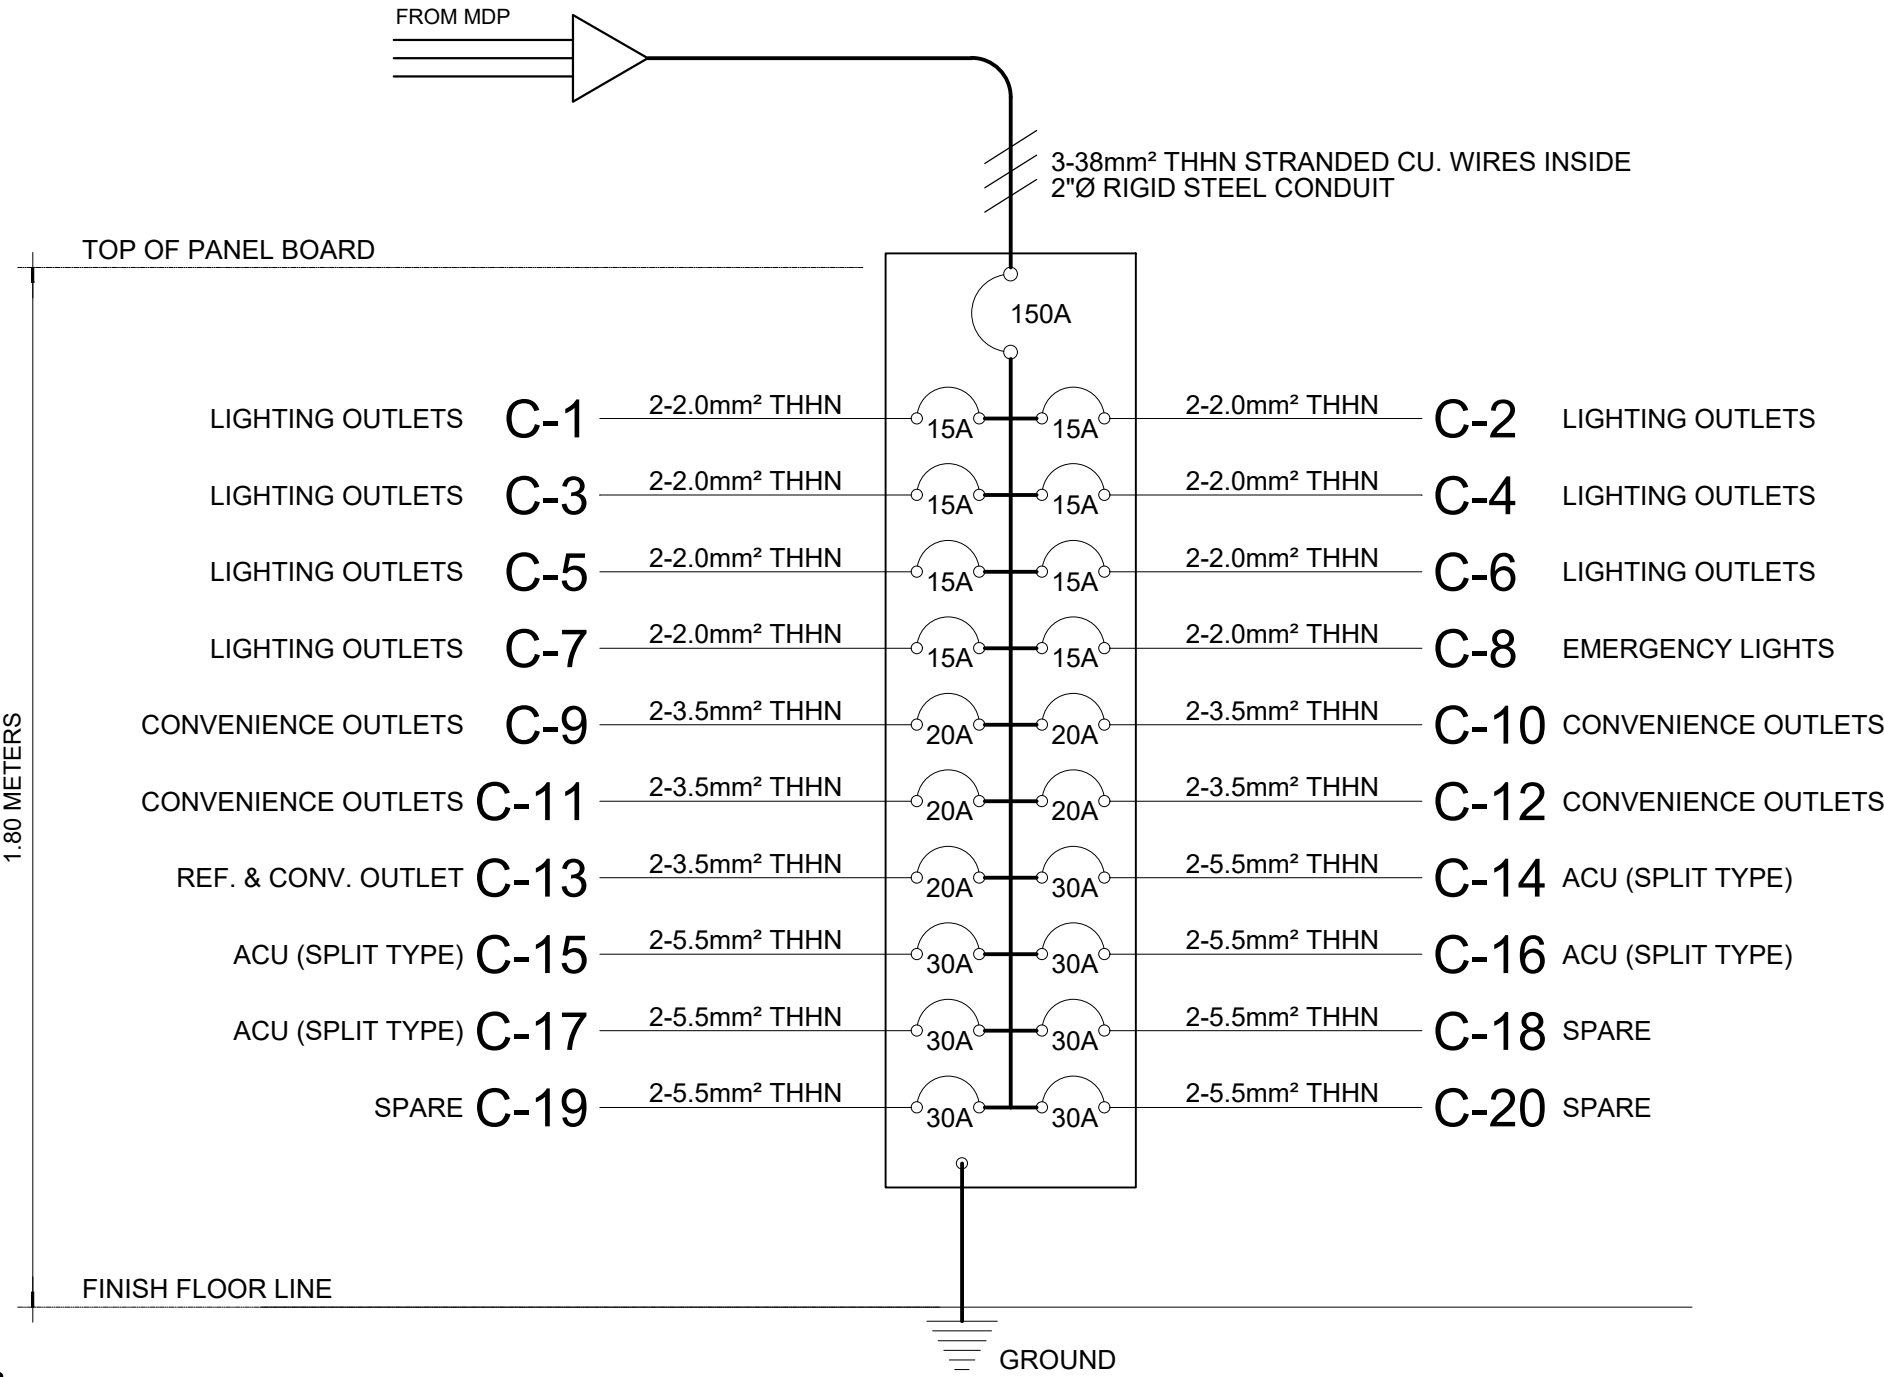 FROM MDP
3-38mm² THHN STRANDED CU. WIRES INSIDE
2"Ø RIGID STEEL CONDUIT
TOP OF PANEL BOARD
150A
LIGHTING OUTLETS C-1 2-2.0mm² THHN 15A 15A 2-2.0mm² THHN C-2 LIGHTING OUTLETS
LIGHTING OUTLETS C-3 2-2.0mm² THHN 15A 15A 2-2.0mm² THHN C-4 LIGHTING OUTLETS
LIGHTING OUTLETS C-5 2-2.0mm² THHN 15A 15A 2-2.0mm² THHN C-6 LIGHTING OUTLETS
LIGHTING OUTLETS C-7 2-2.0mm² THHN 15A 15A 2-2.0mm² THHN C-8 EMERGENCY LIGHTS
CONVENIENCE OUTLETS C-9 2-3.5mm² THHN 20A 20A 2-3.5mm² THHN C-10 CONVENIENCE OUTLETS
CONVENIENCE OUTLETS C-11 2-3.5mm² THHN 20A 20A 2-3.5mm² THHN C-12 CONVENIENCE OUTLETS
REF. & CONV. OUTLET C-13 2-3.5mm² THHN 20A 30A 2-5.5mm² THHN C-14 ACU (SPLIT TYPE)
ACU (SPLIT TYPE) C-15 2-5.5mm² THHN 30A 30A 2-5.5mm² THHN C-16 ACU (SPLIT TYPE)
ACU (SPLIT TYPE) C-17 2-5.5mm² THHN 30A 30A 2-5.5mm² THHN C-18 SPARE
SPARE C-19 2-5.5mm² THHN 30A 30A 2-5.5mm² THHN C-20 SPARE
1.80 METERS
FINISH FLOOR LINE
GROUND